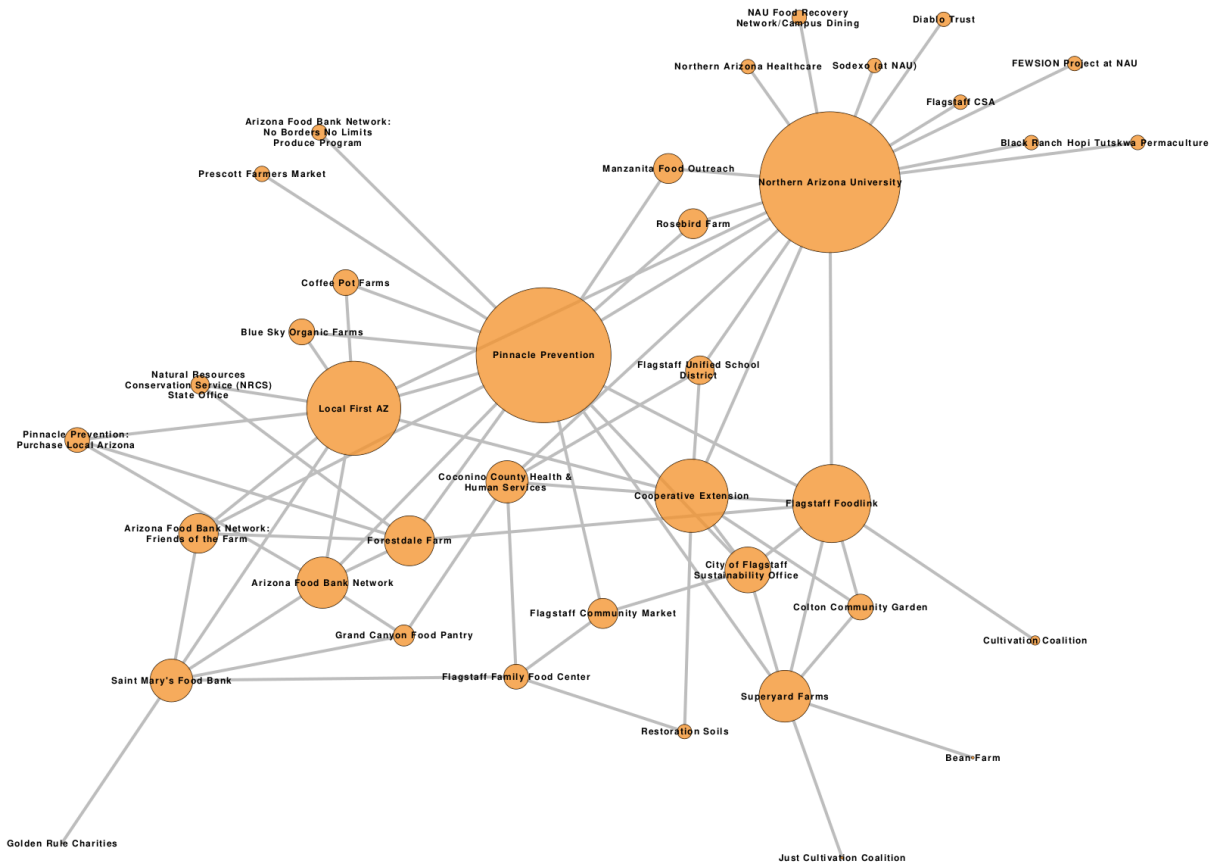 NAU Food Recovery
Network/Campus Dining
Diablo Trust
Northern Arizona Healthcare
Sodexo (at NAU)
FEWSION Project at NAU
Flagstaff CSA
Arizona Food Bank Network:
No Borders No Limits
Produce Program
Black Ranch Hopi Tutskwa Permaculture
Prescott Farmers Market
Manzanita Food Outreach
Northern Arizona University
Rosebird Farm
Coffee Pot Farms
Blue Sky Organic Farms
Pinnacle Prevention
Flagstaff Unified School
District
Natural Resources
Conservation Service (NRCS)
State Office
Local First AZ
Pinnacle Prevention:
Purchase Local Arizona
Coconino County Health &
Human Services
Cooperative Extension
Flagstaff Foodlink
Arizona Food Bank Network:
Friends of the Farm
Forestdale Farm
City of Flagstaff
Sustainability Office
Arizona Food Bank Network
Colton Community Garden
Flagstaff Community Market
Grand Canyon Food Pantry
Cultivation Coalition
Saint Mary's Food Bank
Flagstaff Family Food Center
Superyard Farms
Restoration Soils
Bean Farm
Golden Rule Charities
Just Cultivation Coalition